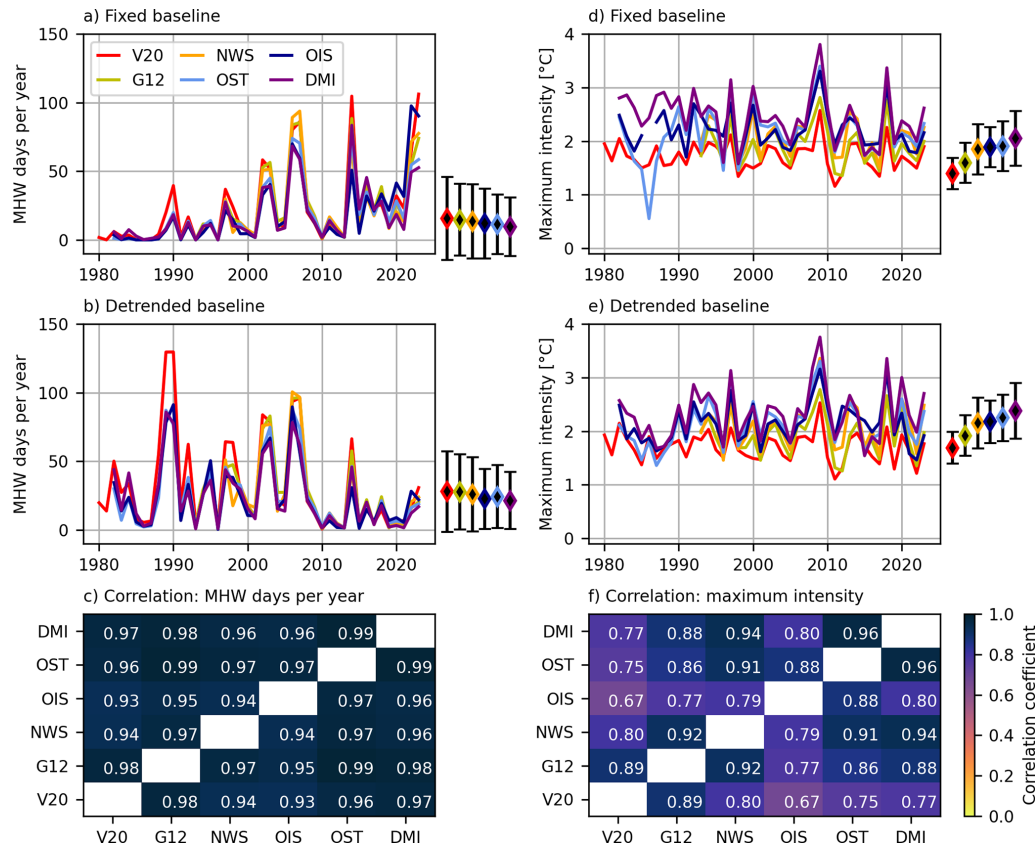 a) Fixed baseline
150
100
50
0
MHW days per year
V20 NWS OIS
G12 OST DMI
1980 1990 2000 2010 2020
d) Fixed baseline
4
3
2
1
0
Maximum intensity [°C]
1980 1990 2000 2010 2020
b) Detrended baseline
150
100
50
0
MHW days per year
1980 1990 2000 2010 2020
e) Detrended baseline
4
3
2
1
0
Maximum intensity [°C]
1980 1990 2000 2010 2020
c) Correlation: MHW days per year
DMI 0.97 0.98 0.96 0.96 0.99
OST 0.96 0.99 0.97 0.97 0.99
OIS 0.93 0.95 0.94 0.97 0.96
NWS 0.94 0.97 0.94 0.97 0.96
G12 0.98 0.97 0.95 0.99 0.98
V20 0.98 0.94 0.93 0.96 0.97
V20 G12 NWS OIS OST DMI
f) Correlation: maximum intensity
DMI 0.77 0.88 0.94 0.80 0.96
OST 0.75 0.86 0.91 0.88 0.96
OIS 0.67 0.77 0.79 0.88 0.80
NWS 0.80 0.92 0.79 0.91 0.94
G12 0.89 0.92 0.77 0.86 0.88
V20 0.89 0.80 0.67 0.75 0.77
V20 G12 NWS OIS OST DMI
1.0
0.8
0.6
0.4
0.2
0.0
Correlation coefficient